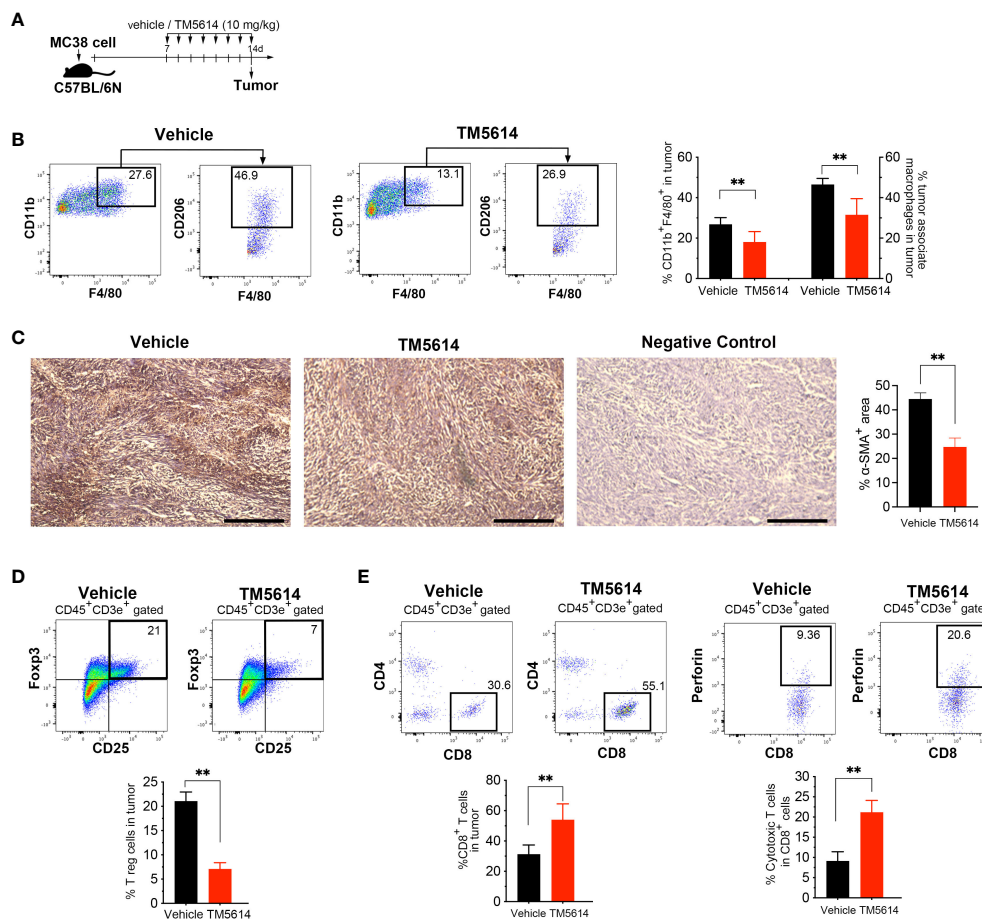 A
vehicle / TM5614 (10 mg/kg)
MC38 cell
7
14d
C57BL/6N
Tumor
B
Vehicle
TM5614
27.6
CD11b
F4/80
46.9
CD206
F4/80
13.1
CD11b
F4/80
26.9
CD206
F4/80
% CD11b⁺F4/80⁺ in tumor
60
40
20
0
**
**
60
40
20
0
% tumor associate
macrophages in tumor
Vehicle TM5614
Vehicle TM5614
C
Vehicle
TM5614
Negative Control
**
% α-SMA⁺ area
50
40
30
20
10
0
Vehicle TM5614
D
Vehicle
CD45⁺CD3e⁺ gated
TM5614
CD45⁺CD3e⁺ gated
21
Foxp3
CD25
7
Foxp3
CD25
**
% T reg cells in tumor
25
20
15
10
5
0
Vehicle TM5614
E
Vehicle
CD45⁺CD3e⁺ gated
TM5614
CD45⁺CD3e⁺ gated
Vehicle
CD45⁺CD3e⁺ gated
TM5614
CD45⁺CD3e⁺ gated
30.6
CD4
CD8
55.1
CD4
CD8
9.36
Perforin
CD8
20.6
Perforin
CD8
**
%CD8⁺ T cells
in tumor
80
60
40
20
0
Vehicle TM5614
**
% Cytotoxic T cells
in CD8⁺ cells
30
25
20
15
10
5
0
Vehicle TM5614